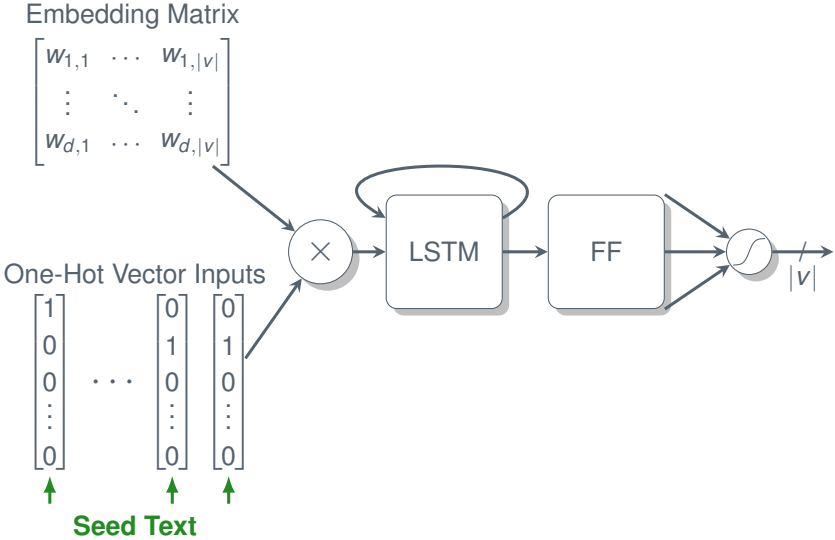 Embedding Matrix
w1,1 ··· w1,|v|
⋮ ⋱ ⋮
wd,1 ··· wd,|v|
× LSTM FF
|v|
One-Hot Vector Inputs
1 0 0
0 1 1
0 ··· 0 0
⋮ ⋮ ⋮
0 0 0
Seed Text